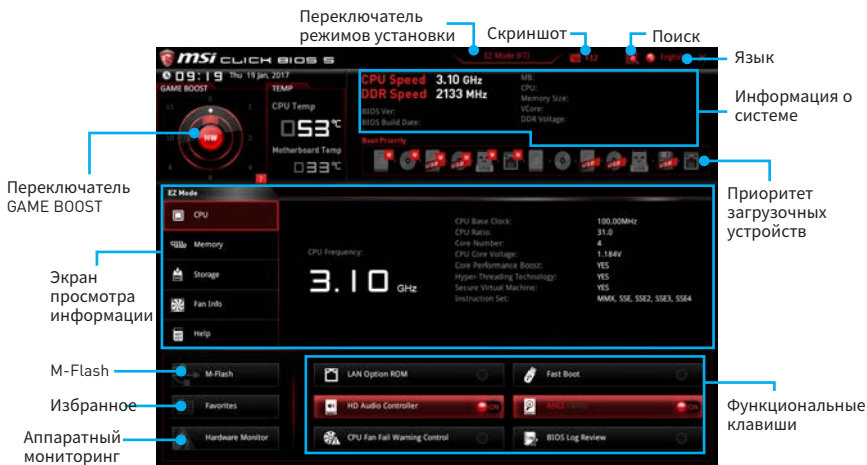 Переключатель
режимов установки
Скриншот
Поиск
Язык
Информация о
системе
Приоритет
загрузочных
устройств
Функциональные
клавиши
Переключатель
GAME BOOST
Экран
просмотра
информации
M-Flash
Избранное
Аппаратный
мониторинг
msi CLICK BIOS 5
EZ Mode (F7)
F12
09:19 Thu 19 Jan, 2017
GAME BOOST
HW
TEMP
CPU Temp
53°C
Motherboard Temp
33°C
CPU Speed 3.10 GHz
DDR Speed 2133 MHz
BIOS Ver:
BIOS Build Date:
MB:
CPU:
Memory Size:
VCore:
DDR Voltage:
Boot Priority
EZ Mode
CPU
Memory
Storage
Fan Info
Help
CPU Frequency:
3.10 GHz
CPU Base Clock: 100.00MHz
CPU Ratio: 31.0
Core Number: 4
CPU Core Voltage: 1.184V
Core Performance Boost: YES
Hyper-Threading Technology: YES
Secure Virtual Machine: YES
Instruction Set: MMX, SSE, SSE2, SSE3, SSE4
M-Flash
Favorites
Hardware Monitor
LAN Option ROM
Fast Boot
HD Audio Controller ON
ON
CPU Fan Fail Warning Control
BIOS Log Review